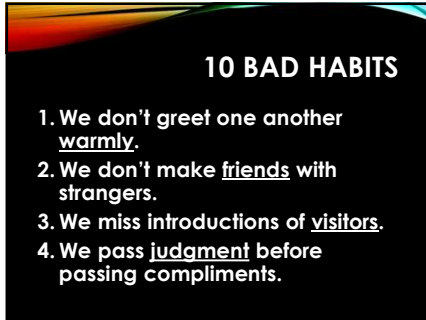 10 BAD HABITS
1. We don't greet one another
warmly.
2. We don't make friends with
strangers.
3. We miss introductions of visitors.
4. We pass judgment before
passing compliments.